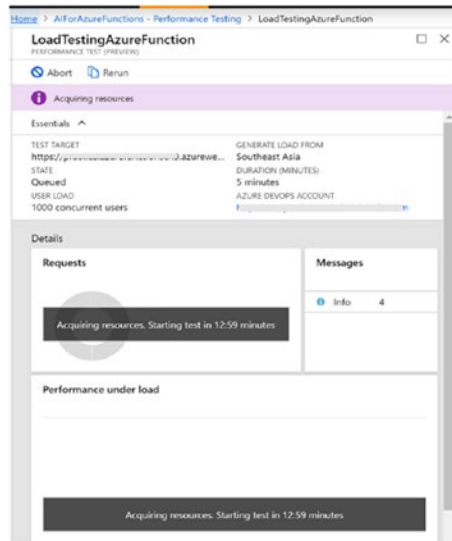 Home > AIForAzureFunctions - Performance Testing > LoadTestingAzureFunction
LoadTestingAzureFunction
PERFORMANCE TEST (PREVIEW)
Abort Rerun
Acquiring resources
Essentials
TEST TARGET GENERATE LOAD FROM
Southeast Asia
STATE DURATION (MINUTES)
Queued 5 minutes
USER LOAD AZURE DEVOPS ACCOUNT
1000 concurrent users
Details
Requests Messages
Info 4
Acquiring resources. Starting test in 12:59 minutes
Performance under load
Acquiring resources. Starting test in 12:59 minutes